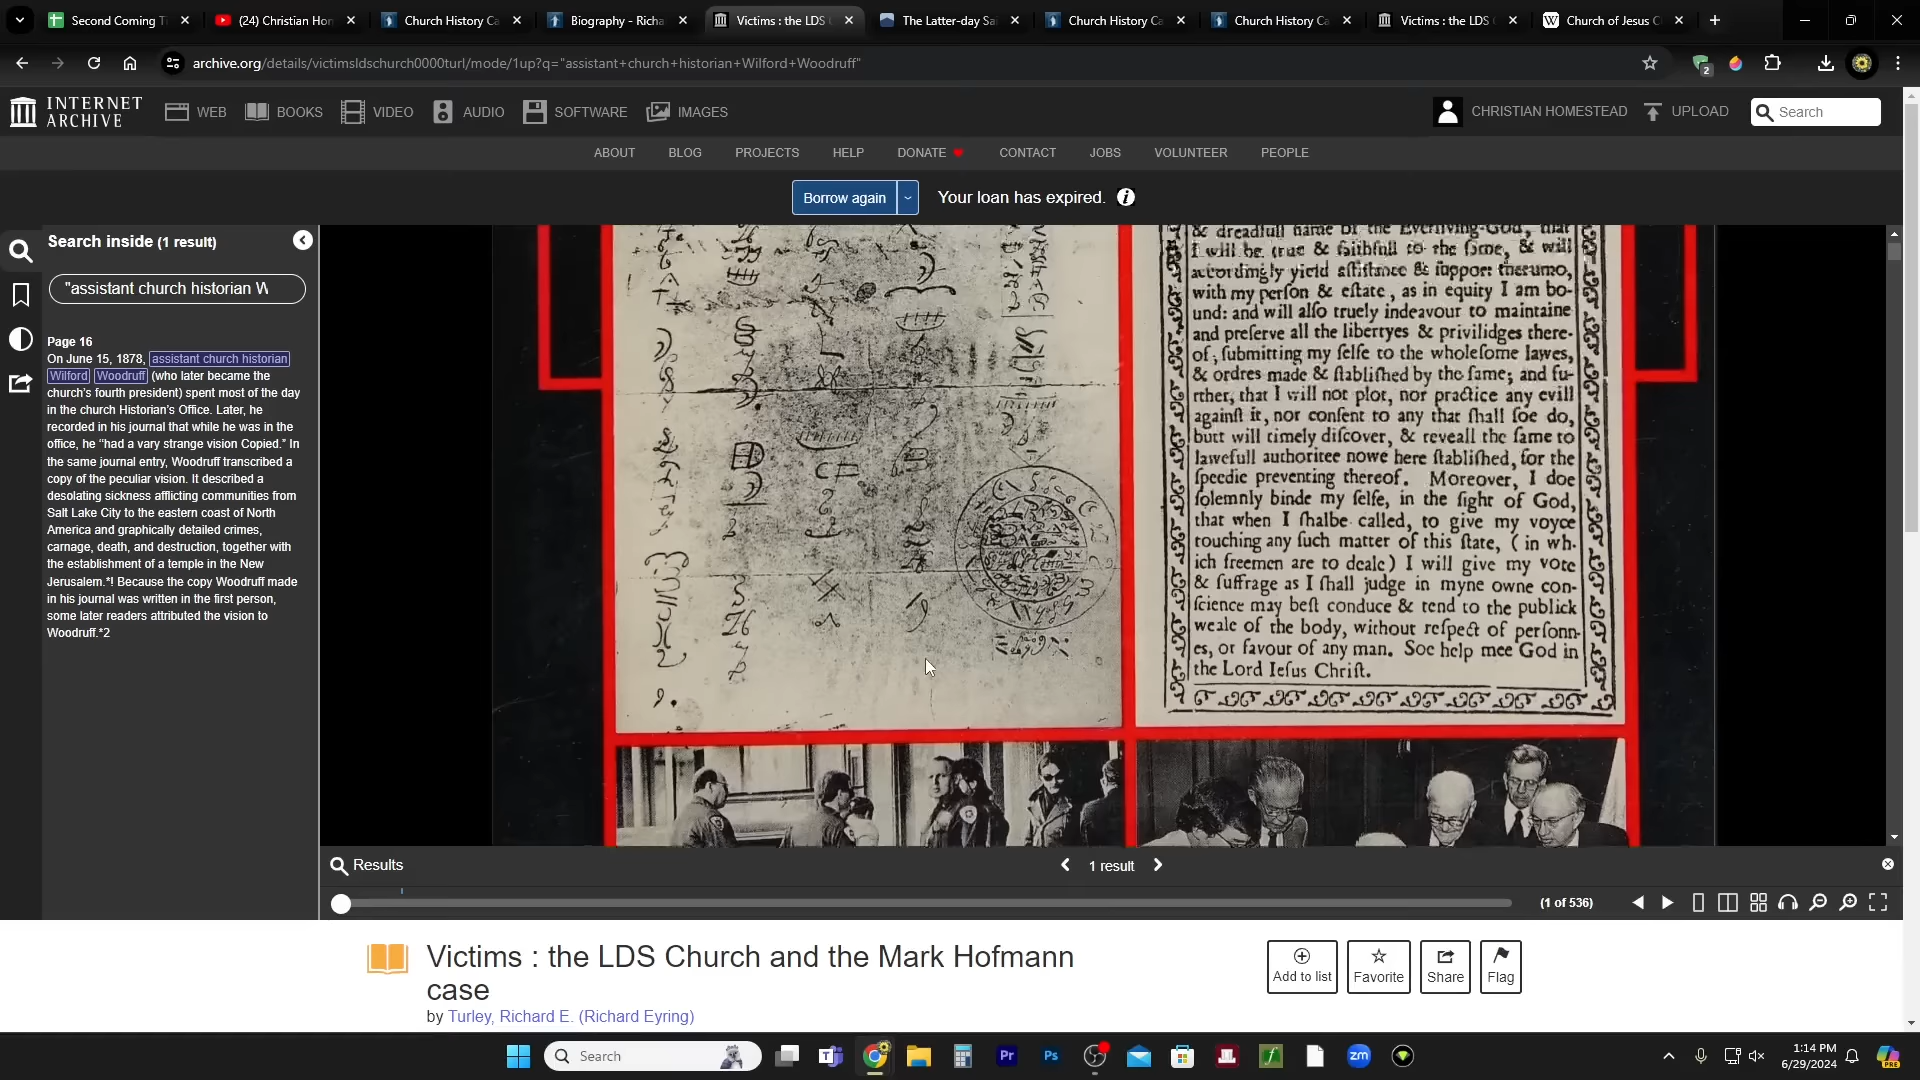 Second Coming Ti
(24) Christian Hom
Church History Ca
Biography - Richa
Victims : the LDS
The Latter-day Sai
Church History Ca
Church History Ca
Victims : the LDS
Church of Jesus C
archive.org/details/victimsldschurch0000turl/mode/1up?q="assistant+church+historian+Wilford+Woodruff"
2
INTERNET
ARCHIVE
WEB
BOOKS
VIDEO
AUDIO
SOFTWARE
IMAGES
CHRISTIAN HOMESTEAD
UPLOAD
Search
ABOUT
BLOG
PROJECTS
HELP
DONATE
CONTACT
JOBS
VOLUNTEER
PEOPLE
Borrow again
Your loan has expired.
Search inside (1 result)
"assistant church historian W
Page 16
On June 15, 1878, assistant church historian
Wilford Woodruff (who later became the
church's fourth president) spent most of the day
in the church Historian's Office. Later, he
recorded in his journal that while he was in the
office, he "had a vary strange vision Copied." In
the same journal entry, Woodruff transcribed a
copy of the peculiar vision. It described a
desolating sickness afflicting communities from
Salt Lake City to the eastern coast of North
America and graphically detailed crimes,
carnage, death, and destruction, together with
the establishment of a temple in the New
Jerusalem.*! Because the copy Woodruff made
in his journal was written in the first person,
some later readers attributed the vision to
Woodruff.*2
& dreadfull name of the Everliving-God, that
I will be true & faithfull to the ſame, & will
accordingly yield aſſiſtance & ſupport thereunto,
with my perſon & eſtate, as in equity I am bo-
und: and will alſo truely indeavour to maintaine
and preſerve all the libertyes & privilidges there-
of, ſubmitting my ſelfe to the wholeſome lawes,
& ordres made & ſtabliſhed by the ſame; and fu-
rther, that I will not plot, nor practice any evill
againſt it, nor conſent to any that ſhall ſoe do,
butt will timely diſcover, & reveall the ſame to
lawefull authoritee nowe here ſtabliſhed, for the
ſpeedie preventing thereof. Moreover, I doe
ſolemnly binde my ſelfe, in the ſight of God,
that when I ſhalbe called, to give my voyce
touching any ſuch matter of this ſtate, ( in wh-
ich freemen are to deale) I will give my vote
& ſuffrage as I ſhall judge in myne owne con-
ſcience may beſt conduce & tend to the publick
weale of the body, without reſpect of perſonn-
es, or favour of any man. Soe help mee God in
the Lord Ieſus Chriſt.
Results
1 result
(1 of 536)
Victims : the LDS Church and the Mark Hofmann
case
by Turley, Richard E. (Richard Eyring)
Add to list
Favorite
Share
Flag
Search
1:14 PM
6/29/2024